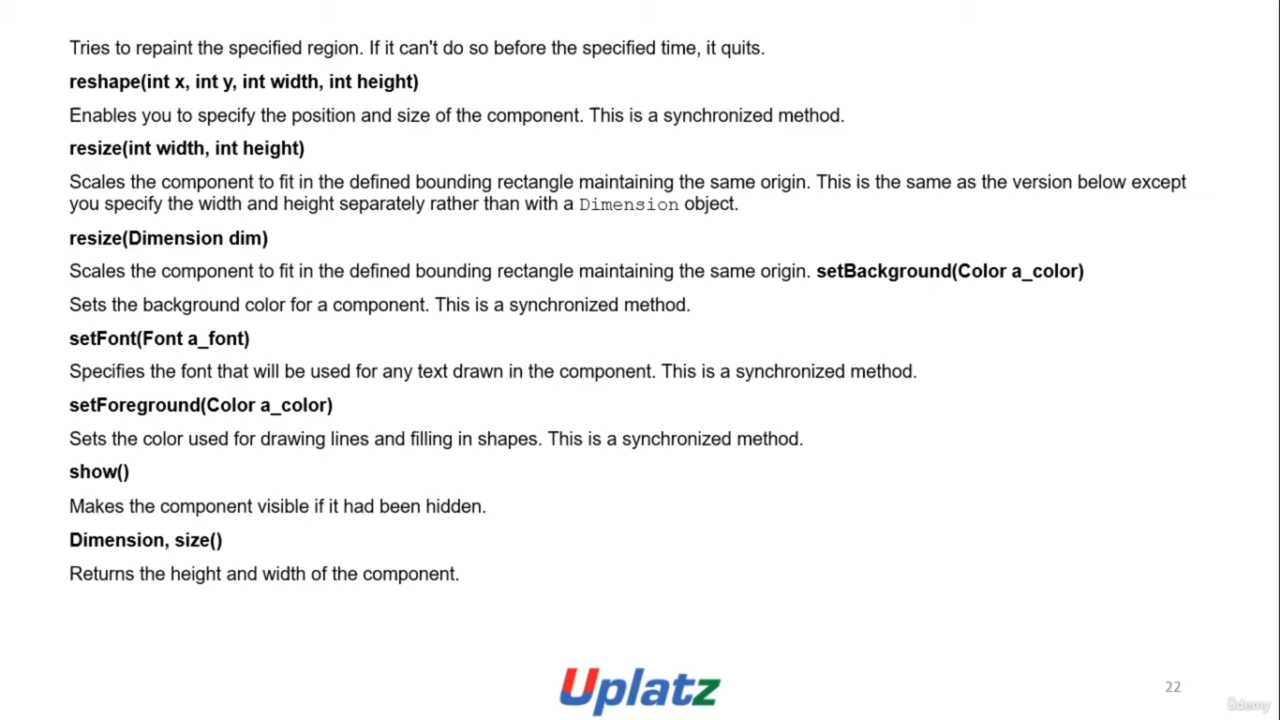 Tries to repaint the specified region. If it can't do so before the specified time, it quits.
reshape(int x, int y, int width, int height)
Enables you to specify the position and size of the component. This is a synchronized method.
resize(int width, int height)
Scales the component to fit in the defined bounding rectangle maintaining the same origin. This is the same as the version below except
you specify the width and height separately rather than with a Dimension object.
resize(Dimension dim)
Scales the component to fit in the defined bounding rectangle maintaining the same origin. setBackground(Color a_color)
Sets the background color for a component. This is a synchronized method.
setFont(Font a_font)
Specifies the font that will be used for any text drawn in the component. This is a synchronized method.
setForeground(Color a_color)
Sets the color used for drawing lines and filling in shapes. This is a synchronized method.
show()
Makes the component visible if it had been hidden.
Dimension, size()
Returns the height and width of the component.
Uplatz
22
ûdemy